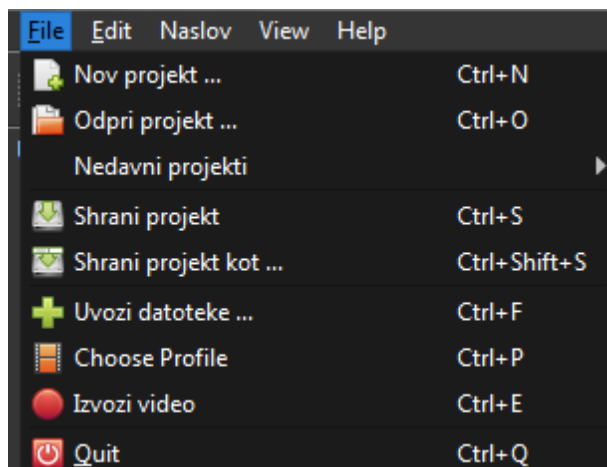 File Edit Naslov View Help
Nov projekt ... Ctrl+N
Odpri projekt ... Ctrl+O
Nedavni projekti
Shrani projekt Ctrl+S
Shrani projekt kot ... Ctrl+Shift+S
Uvozi datoteke ... Ctrl+F
Choose Profile Ctrl+P
Izvozi video Ctrl+E
Quit Ctrl+Q